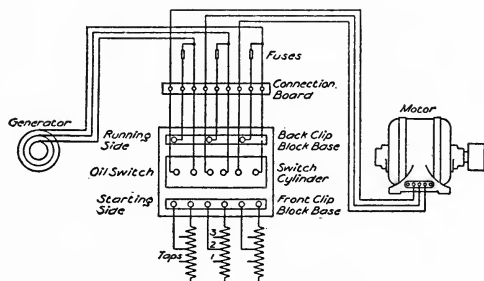 Fuses
Connection
Board
Generator
Motor
Running
Side
Back Clip
Block Base
Oil Switch
Switch
Cylinder
Starting
Side
Front Clip
Block Base
Taps
3
2
1